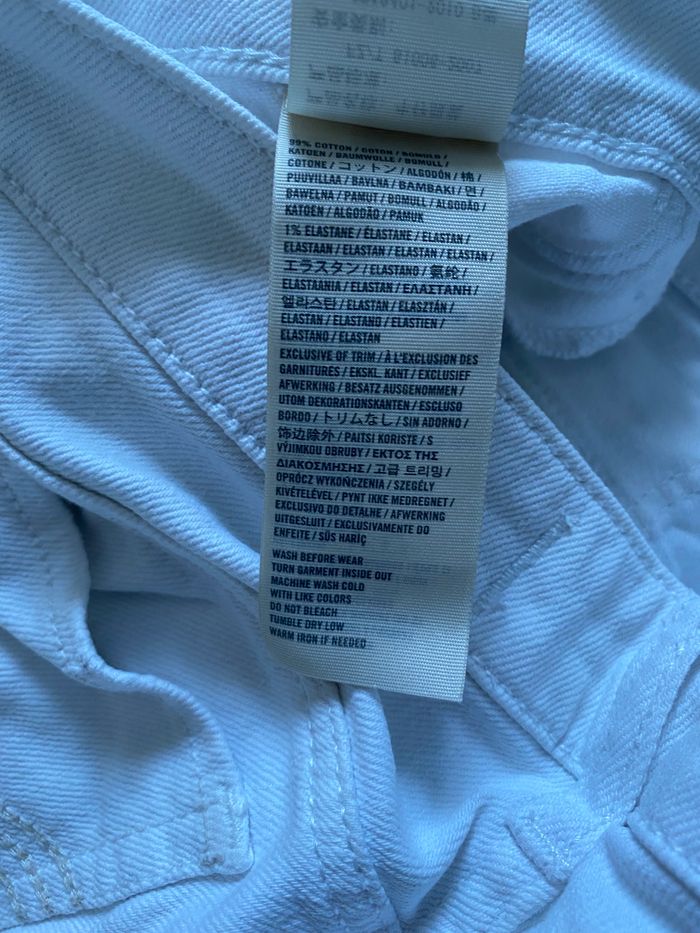 FZ/T 81006-2007
99% COTTON / COTON / BOMULD /
KATOEN / BAUMWOLLE / BOMULL /
COTONE / コットン / ALGODÓN / 棉 /
PUUVILLAA / BAVLNA / BAMBAKI / 면 /
BAWEŁNA / PAMUT / BOMULL / ALGODÃO /
KATOEN / ALGODÃO / PAMUK
1% ELASTANE / ÉLASTANE / ELASTAN /
ELASTAAN / ELASTAN / ELASTAN / ELASTAN /
エラスタン / ELASTANO / 氨纶 /
ELASTAANIA / ELASTAN / ΕΛΑΣΤΑΝΗ /
엘라스틴 / ELASTAN / ELASZTÁN /
ELASTAN / ELASTANO / ELASTIEN /
ELASTANO / ELASTAN
EXCLUSIVE OF TRIM / À L'EXCLUSION DES
GARNITURES / EKSKL. KANT / EXCLUSIEF
AFWERKING / BESATZ AUSGENOMMEN /
UTOM DEKORATIONSKANTEN / ESCLUSO
BORDO / トリムなし / SIN ADORNO /
饰边除外 / PAITSI KORISTE / S
VÝJIMKOU OBRUBY / ΕΚΤΟΣ ΤΗΣ
ΔΙΑΚΟΣΜΗΣΗΣ / 고급 트리밍 /
OPRÓCZ WYKOŃCZENIA / SZEGÉLY
KIVÉTELÉVEL / PYNT IKKE MEDREGNET /
EXCLUSIVO DO DETALHE / AFWERKING
UITGESLUIT / EXCLUSIVAMENTE DO
ENFEITE / SÜS HARİÇ
WASH BEFORE WEAR
TURN GARMENT INSIDE OUT
MACHINE WASH COLD
WITH LIKE COLORS
DO NOT BLEACH
TUMBLE DRY LOW
WARM IRON IF NEEDED